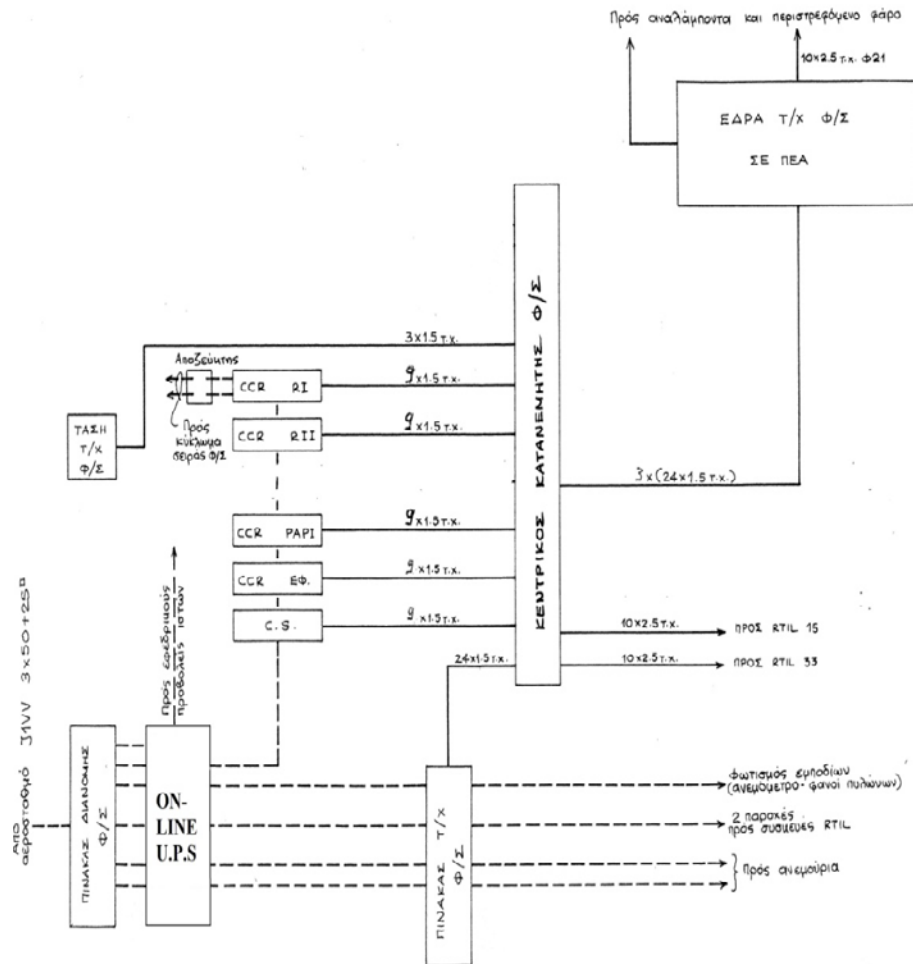 Πρός αναλάμποντα και περιστρεφόμενο φάρο
10×2.5 τ.χ. Φ21
ΕΔΡΑ Τ/Χ Φ/Σ
ΣΕ ΠΕΑ
ΚΕΝΤΡΙΚΟΣ ΚΑΤΑΝΕΜΗΤΗΣ Φ/Σ
3×1.5 τ.χ.
Αποζεύκτης
CCR RI
9×1.5 τ.χ.
ΤΑΣΗ
Τ/Χ
Φ/Σ
Πρός
κύκλωμα
σειράς Φ/Σ
CCR RII
9×1.5 τ.χ.
3×(24×1.5 τ.χ.)
CCR PAPI
9×1.5 τ.χ.
CCR ΕΦ.
9×1.5 τ.χ.
C.S.
9×1.5 τ.χ.
10×2.5 τ.χ.
ΠΡΟΣ RTIL 15
24×1.5 τ.χ.
10×2.5 τ.χ.
ΠΡΟΣ RTIL 33
Πρός εφεδρικούς
προβολείς ιστών
Από
αεροσταθμό J1VV 3×50+25▫
ΠΙΝΑΚΑΣ ΔΙΑΝΟΜΗΣ
Φ/Σ
ON-
LINE
U.P.S
ΠΙΝΑΚΑΣ Τ/Χ
Φ/Σ
φωτισμός εμποδίων
(ανεμόμετρο-φανοί πυλώνων)
2 παροχές
πρός συσκευές RTIL
Πρός ανεμούρια